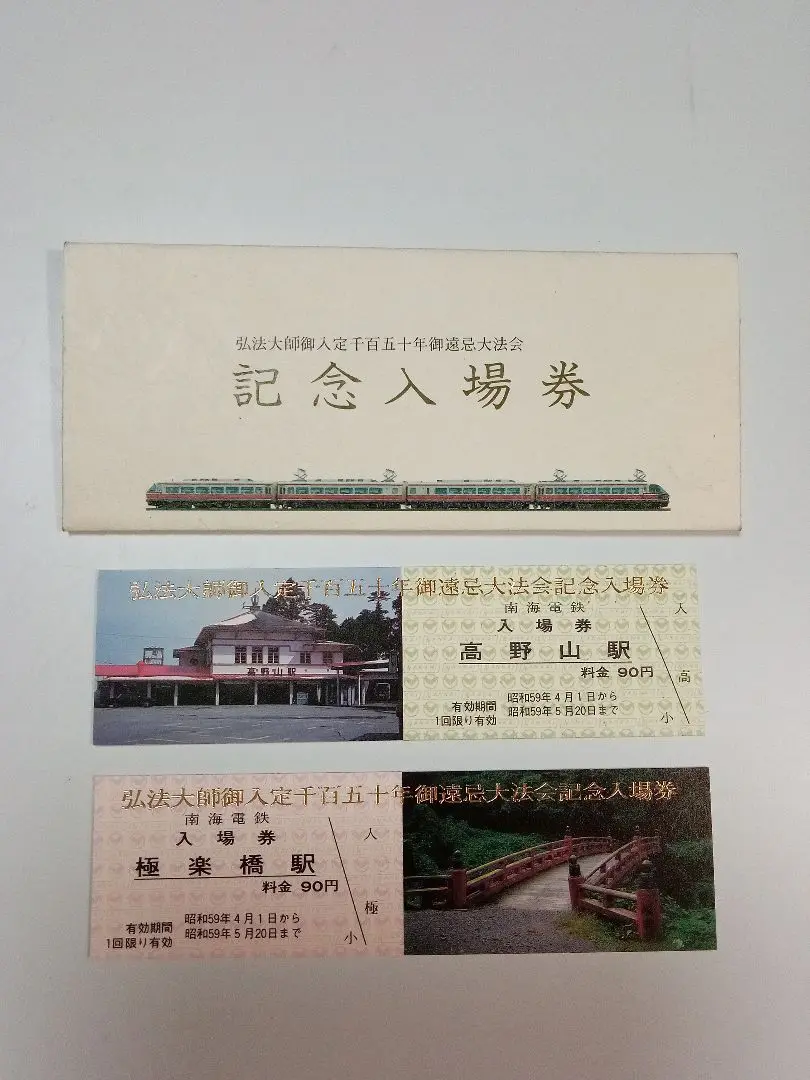 弘法大師御入定千百五十年御遠忌大法会
記念入場券
弘法大師御入定千百五十年御遠忌大法会記念入場券
高野山駅
南海電鉄
入場券
高野山駅
料金 90円
有効期間
1回限り有効
昭和59年4月1日から
昭和59年5月20日まで
人
高
小
弘法大師御入定千百五十年御遠忌大法会記念入場券
南海電鉄
入場券
極楽橋駅
料金 90円
有効期間
1回限り有効
昭和59年4月1日から
昭和59年5月20日まで
人
極
小